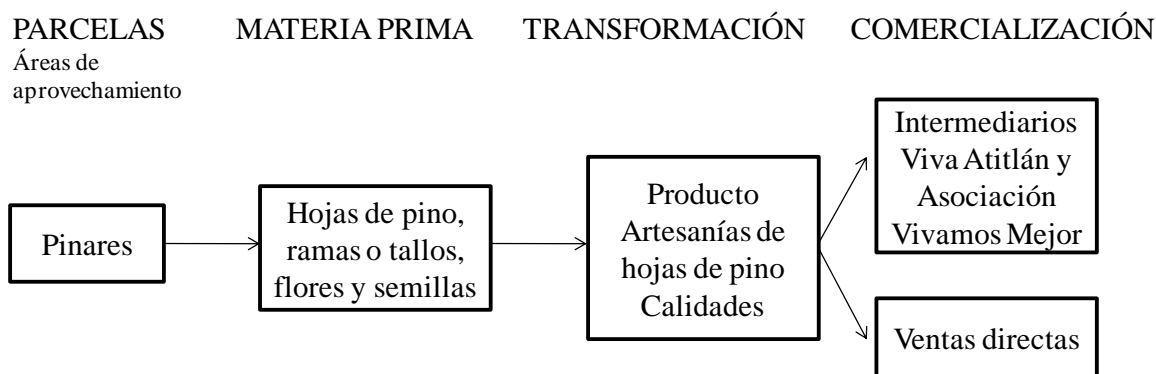 PARCELAS
Áreas de
aprovechamiento
MATERIA PRIMA
TRANSFORMACIÓN
COMERCIALIZACIÓN
Pinares
Hojas de pino,
ramas o tallos,
flores y semillas
Producto
Artesanías de
hojas de pino
Calidades
Intermediarios
Viva Atitlán y
Asociación
Vivamos Mejor
Ventas directas